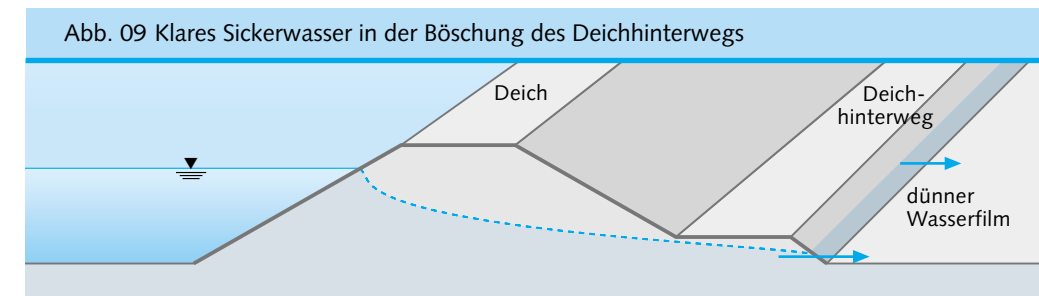 Abb. 09 Klares Sickerwasser in der Böschung des Deichhinterwegs
Deich
Deich-
hinterweg
dünner
Wasserfilm